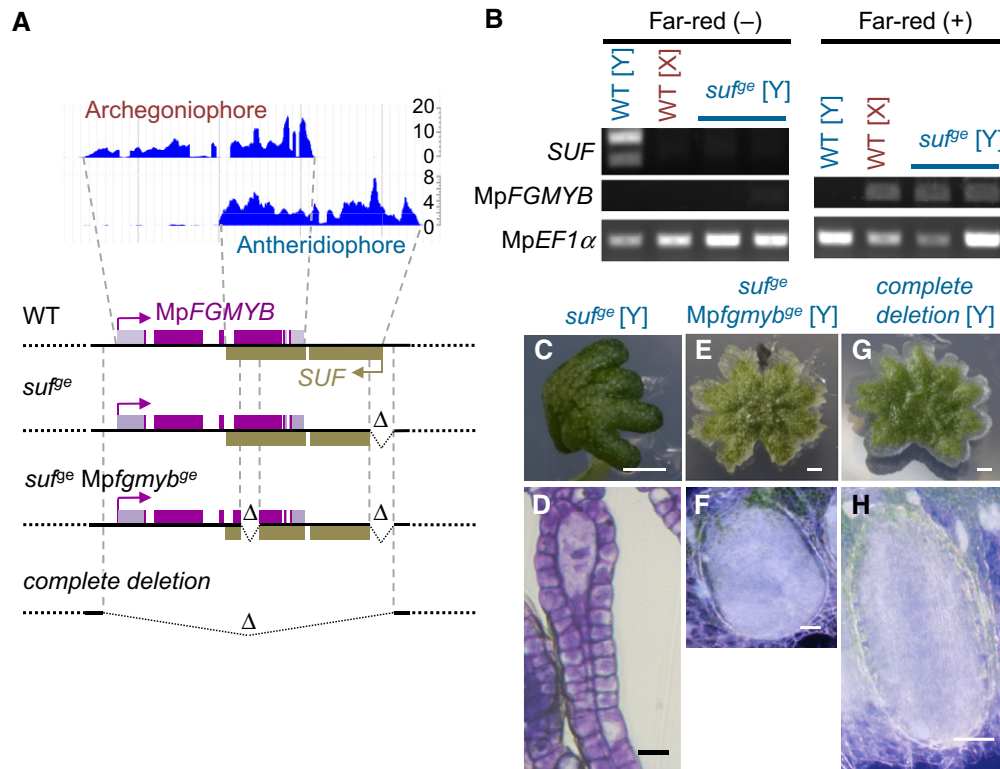 A
Archegoniophore
20
10
0
8
4
0
Antheridiophore
WT
MpFGMYB
SUF
suf^ge
Δ
suf^ge Mpfgmyb^ge
Δ
Δ
complete deletion
Δ
B
Far-red (–)
Far-red (+)
WT [Y]
WT [X]
suf^ge [Y]
WT [Y]
WT [X]
suf^ge [Y]
SUF
MpFGMYB
MpEF1α
suf^ge [Y]
suf^ge
Mpfgmyb^ge [Y]
complete
deletion [Y]
C
E
G
D
F
H